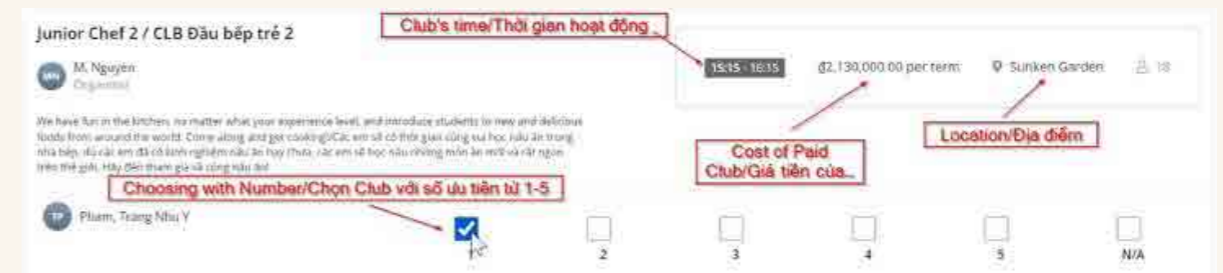 Junior Chef 2 / CLB Đầu bếp trẻ 2
Club's time/Thời gian hoạt động
MN
M, Nguyen
Organiser
15:15 - 16:15
₫2,130,000.00 per term
Sunken Garden
18
We have fun in the kitchen, no matter what your experience level, and introduce students to new and delicious
foods from around the world. Come along and get cooking!/Các em sẽ có thời gian cùng vui học nấu ăn trong
nhà bếp, dù các em đã có kinh nghiệm nấu ăn hay chưa, các em sẽ học nấu những món ăn mới và rất ngon
trên thế giới. Hãy đến tham gia và cùng nấu ăn!
Cost of Paid
Club/Giá tiền của..
Location/Địa điểm
Choosing with Number/Chọn Club với số ưu tiên từ 1-5
TP
Pham, Trang Nhu Y
1
2
3
4
5
N/A